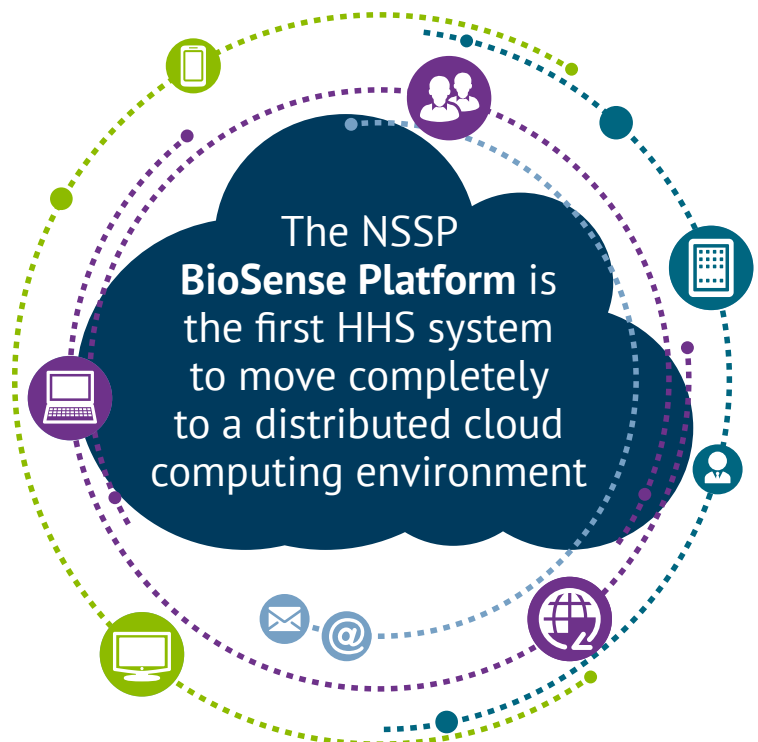 The NSSP
BioSense Platform is
the first HHS system
to move completely
to a distributed cloud
computing environment
@